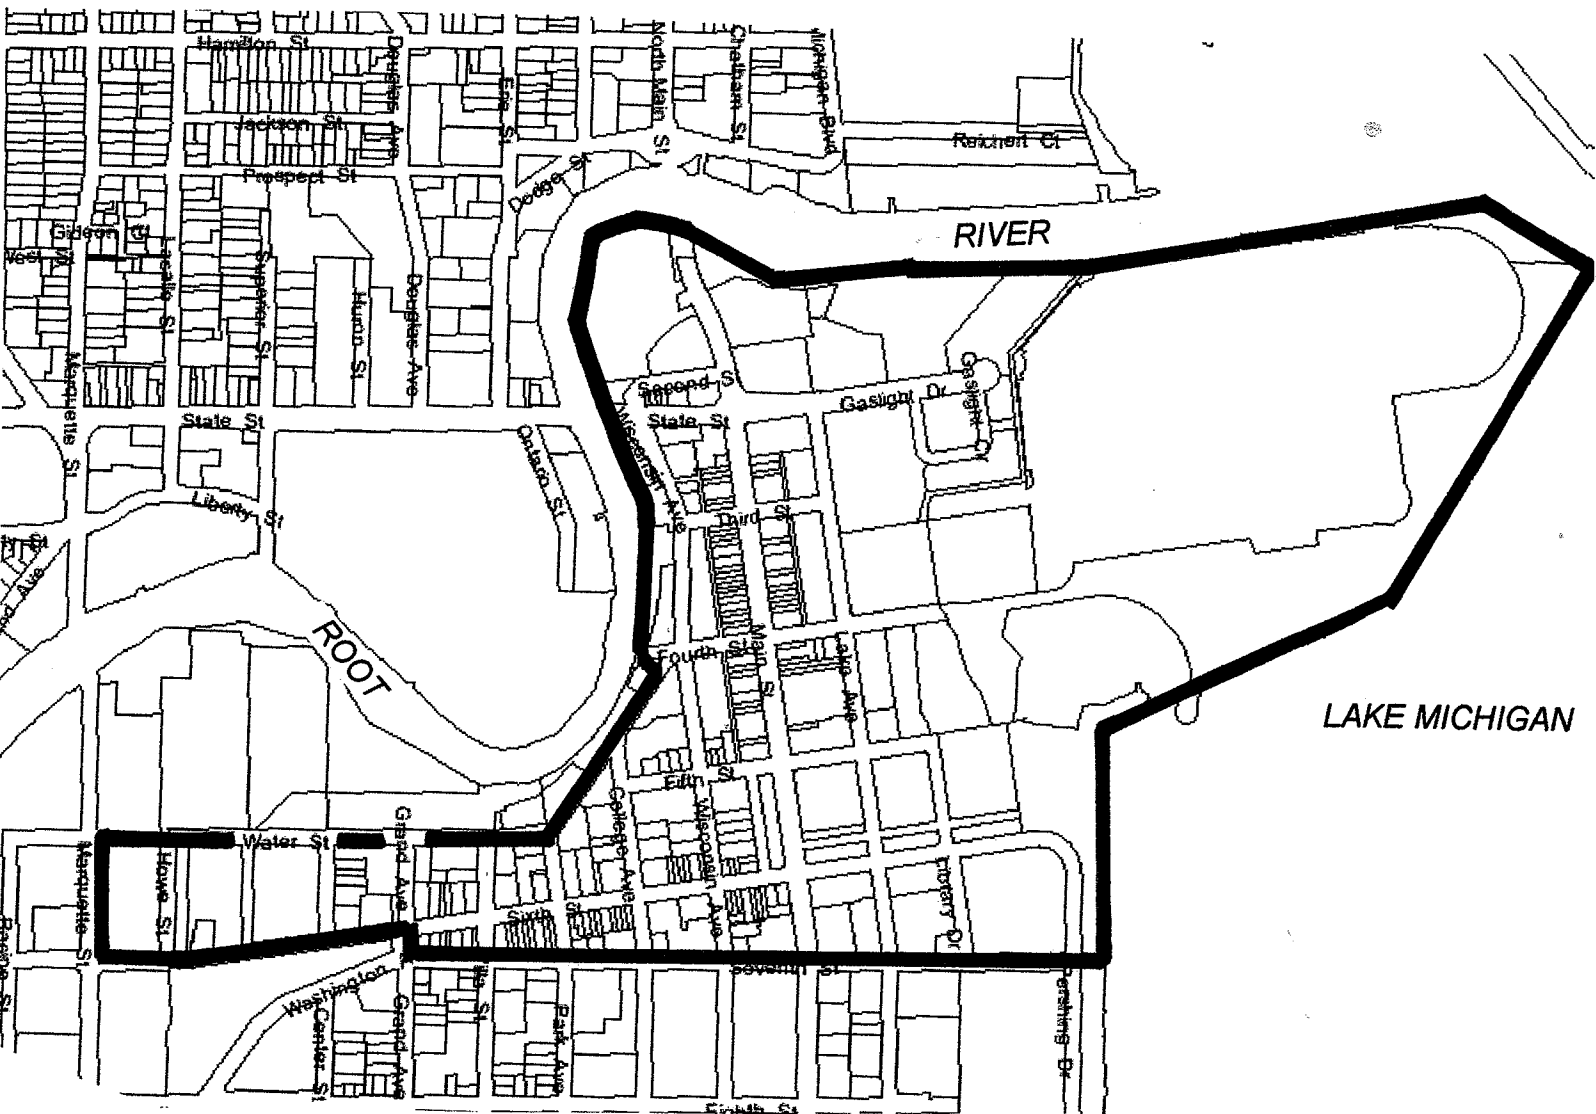 Hamilton St
Douglas Ave
Erie St
North Main St
Chatham St
Michigan Blvd
Jackson St
Reichert Ct
Prospect St
Dodge St
RIVER
Gideon Ct
West
Lasalle St
Superior St
Huron St
Douglas Ave
Marquette St
Second St
Gaslight Dr
Gaslight Dr
State St
State St
Wisconsin Ave
Ontario St
Liberty St
Third St
ROOT
Fourth St
Main St
Lake Ave
LAKE MICHIGAN
Fifth St
College Ave
Wisconsin Ave
Water St
Grand Ave
Marquette St
Howe St
Library Dr
Sixth St
Seventh St
Washington
Center St
Grand Ave
Park Ave
Pershing Dr
Eighth St